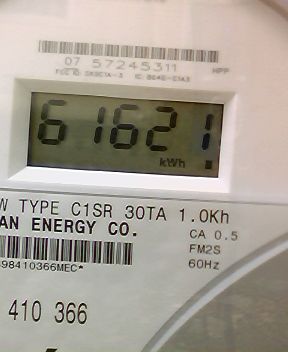 07 57245311
HPP
61621
kWh
W TYPE C1SR 30TA 1.0Kh
AN ENERGY CO.
CA 0.5
FM2S
60Hz
98410366MEC*
410 366